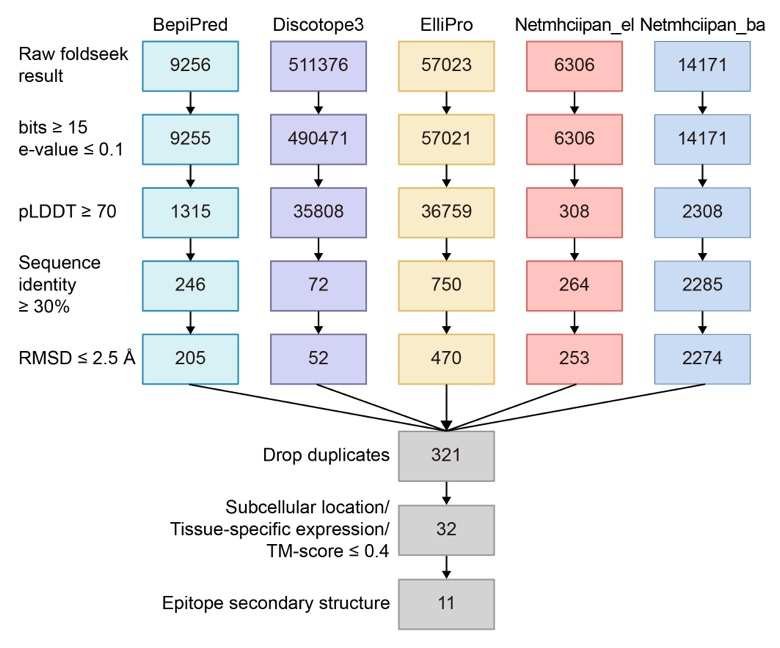 BepiPred Discotope3 ElliPro Netmhciipan_el Netmhciipan_ba
Raw foldseek
result
9256 511376 57023 6306 14171
bits ≥ 15
e-value ≤ 0.1
9255 490471 57021 6306 14171
pLDDT ≥ 70 1315 35808 36759 308 2308
Sequence
identity
≥ 30%
246 72 750 264 2285
RMSD ≤ 2.5 Å 205 52 470 253 2274
Drop duplicates 321
Subcellular location/
Tissue-specific expression/
TM-score ≤ 0.4
32
Epitope secondary structure 11